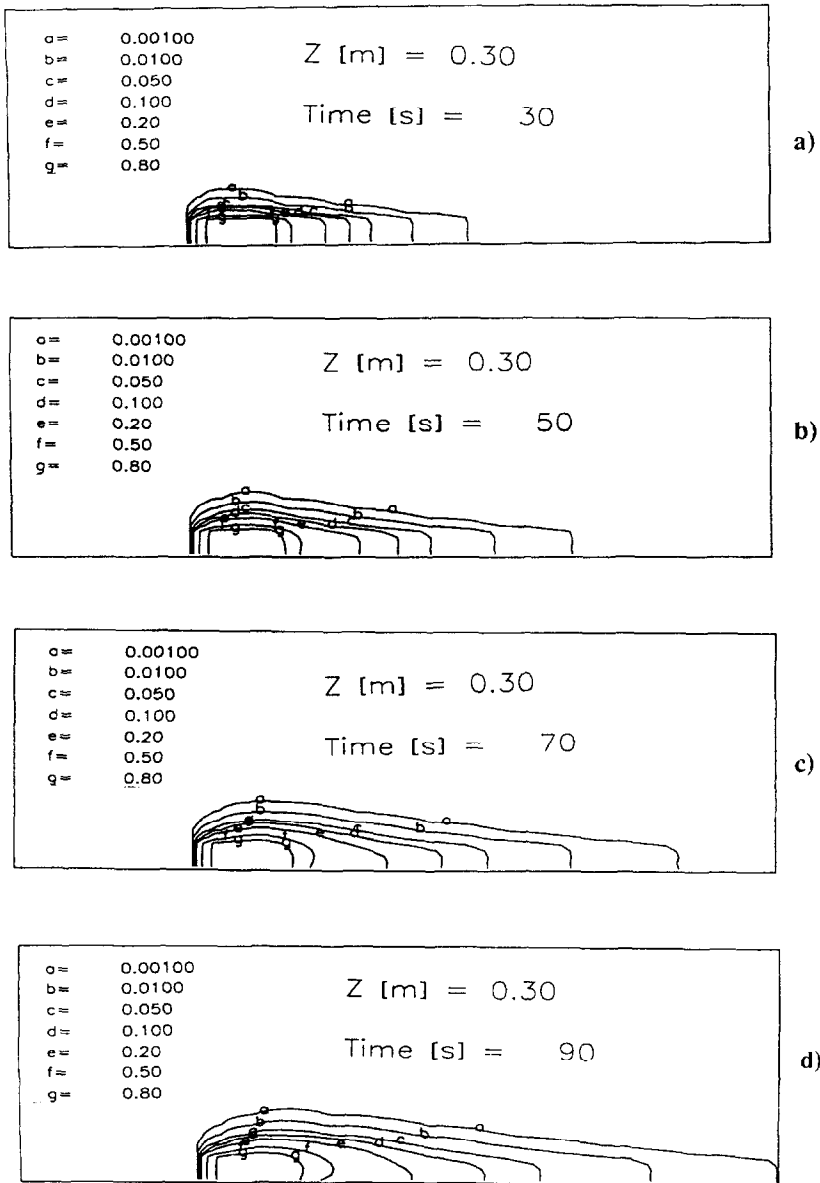 a= 0.00100
b= 0.0100
c= 0.050
d= 0.100
e= 0.20
f= 0.50
g= 0.80
Z [m] = 0.30
Time [s] = 30
a)
a= 0.00100
b= 0.0100
c= 0.050
d= 0.100
e= 0.20
f= 0.50
g= 0.80
Z [m] = 0.30
Time [s] = 50
b)
a= 0.00100
b= 0.0100
c= 0.050
d= 0.100
e= 0.20
f= 0.50
g= 0.80
Z [m] = 0.30
Time [s] = 70
c)
a= 0.00100
b= 0.0100
c= 0.050
d= 0.100
e= 0.20
f= 0.50
g= 0.80
Z [m] = 0.30
Time [s] = 90
d)